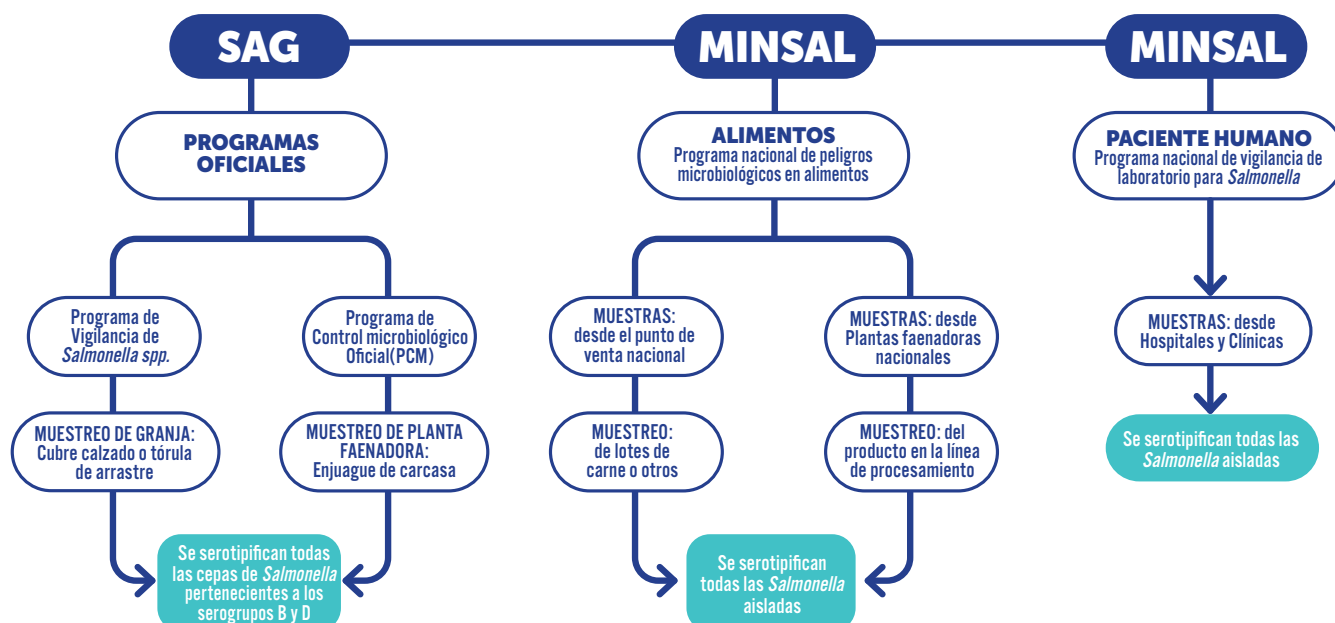 SAG
PROGRAMAS
OFICIALES
Programa de
Vigilancia de
Salmonella spp.
MUESTREO DE GRANJA:
Cubre calzado o tórula
de arrastre
Programa de
Control microbiológico
Oficial(PCM)
MUESTREO DE PLANTA
FAENADORA:
Enjuague de carcasa
Se serotipifican todas
las cepas de Salmonella
pertenecientes a los
serogrupos B y D
MINSAL
ALIMENTOS
Programa nacional de peligros
microbiológicos en alimentos
MUESTRAS:
desde el punto de
venta nacional
MUESTREO:
de lotes de
carne o otros
MUESTRAS: desde
Plantas faenadoras
nacionales
MUESTREO: del
producto en la línea
de procesamiento
Se serotipifican
todas las Salmonella
aisladas
MINSAL
PACIENTE HUMANO
Programa nacional de vigilancia de
laboratorio para Salmonella
MUESTRAS: desde
Hospitales y Clínicas
Se serotipifican todas las
Salmonella aisladas